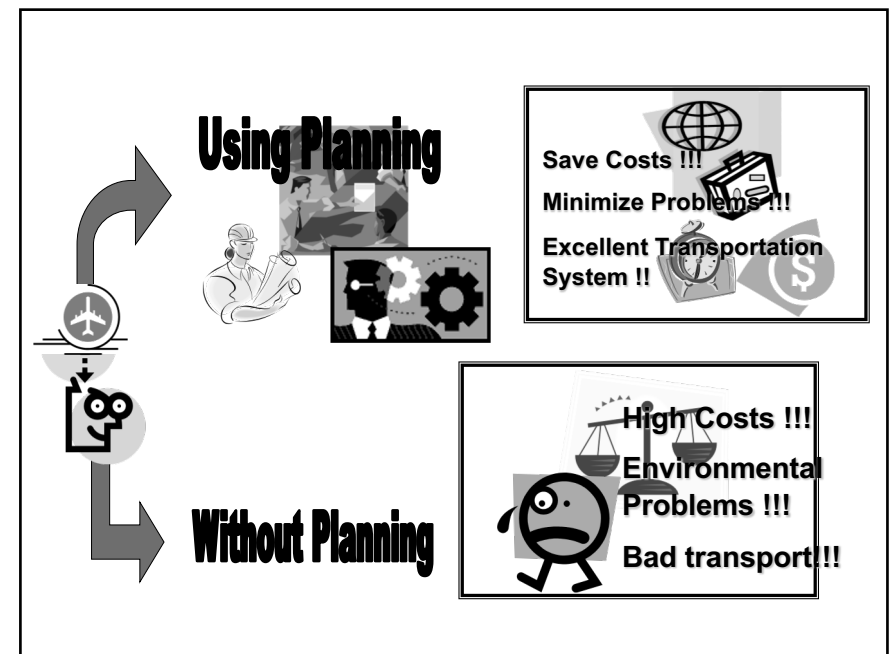 Using Planning
Save Costs !!!
Minimize Problems !!!
Excellent Transportation
System !!
$
Without Planning
High Costs !!!
Environmental
Problems !!!
Bad transport!!!